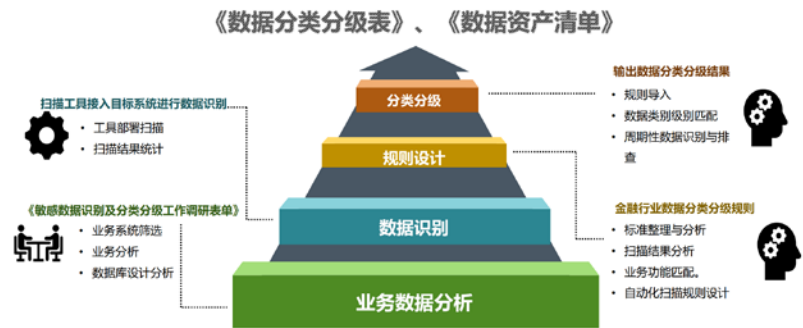 《数据分类分级表》、《数据资产清单》
扫描工具接入目标系统进行数据识别
• 工具部署扫描
• 扫描结果统计
《敏感数据识别及分类分级工作调研表单》
• 业务系统筛选
• 业务分析
• 数据库设计分析
分类分级
规则设计
数据识别
业务数据分析
输出数据分类分级结果
• 规则导入
• 数据类别级别匹配
• 周期性数据识别与排
查
金融行业数据分类分级规则
• 标准整理与分析
• 扫描结果分析
• 业务功能匹配。
• 自动化扫描规则设计